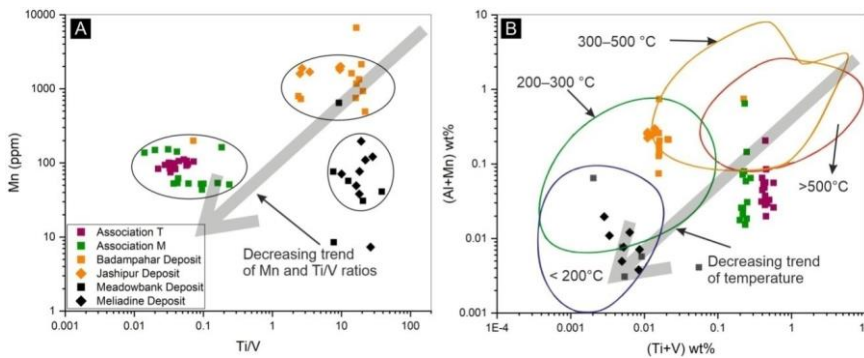 A
10000
1000
100
10
1
Mn (ppm)
0.001
0.01
0.1
1
10
100
Ti/V
Association T
Association M
Badampahar Deposit
Jashipur Deposit
Meadowbank Deposit
Meliadine Deposit
Decreasing trend
of Mn and Ti/V ratios
B
10
1
0.1
0.01
0.001
(Al+Mn) wt%
1E-4
0.001
0.01
0.1
1
10
(Ti+V) wt%
300–500 °C
200–300 °C
>500°C
< 200°C
Decreasing trend
of temperature